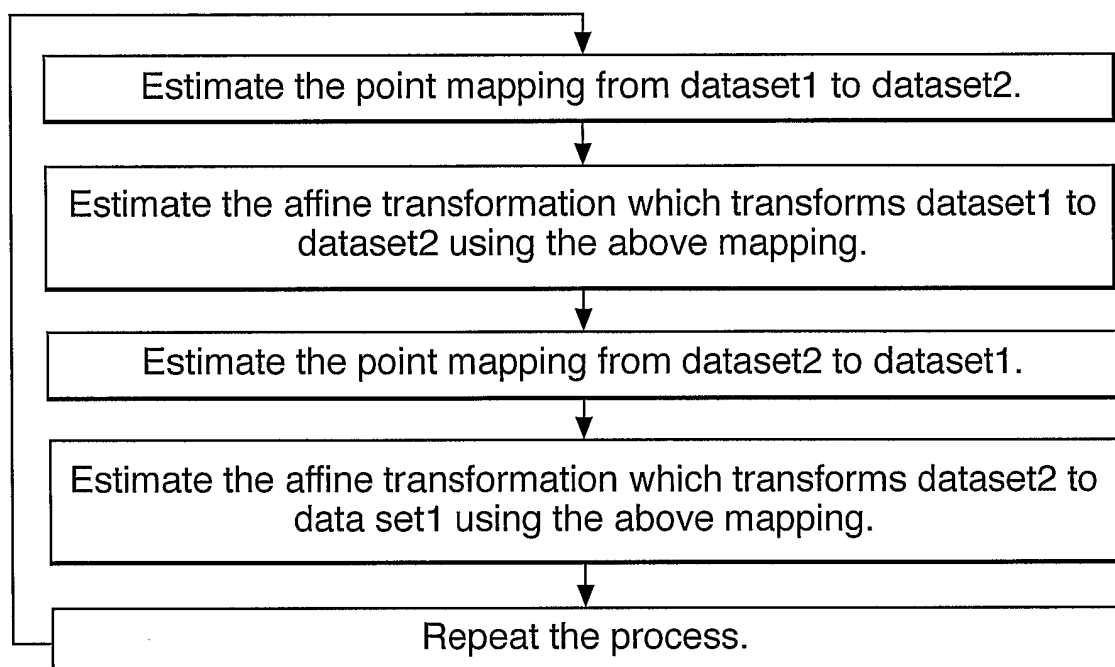 Estimate the point mapping from dataset1 to dataset2.
Estimate the affine transformation which transforms dataset1 to
dataset2 using the above mapping.
Estimate the point mapping from dataset2 to dataset1.
Estimate the affine transformation which transforms dataset2 to
data set1 using the above mapping.
Repeat the process.